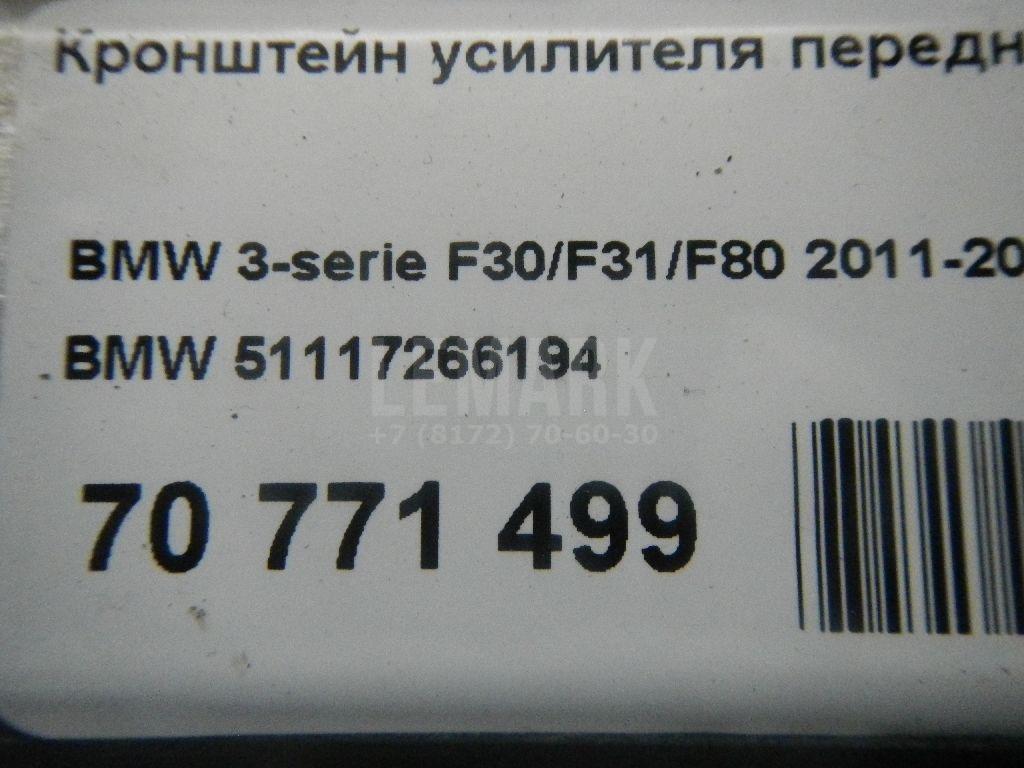 Кронштейн усилителя передн
BMW 3-serie F30/F31/F80 2011-20
BMW 51117266194
LEMARK
+7 (8172) 70-60-30
70 771 499